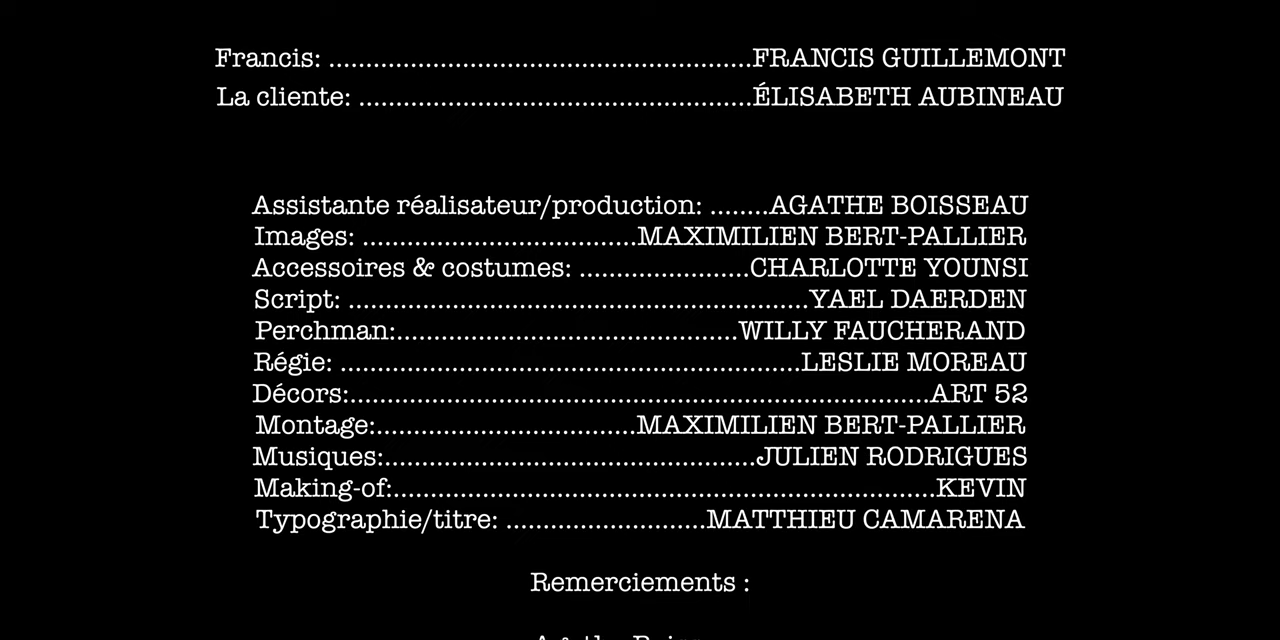 Francis: ..........................................................FRANCIS GUILLEMONT
La cliente: ......................................................ÉLISABETH AUBINEAU
Assistante réalisateur/production: ........AGATHE BOISSEAU
Images: .....................................MAXIMILIEN BERT-PALLIER
Accessoires & costumes: .......................CHARLOTTE YOUNSI
Script: ...............................................................YAEL DAERDEN
Perchman:...............................................WILLY FAUCHERAND
Régie: ...............................................................LESLIE MOREAU
Décors:................................................................................ART 52
Montage:....................................MAXIMILIEN BERT-PALLIER
Musiques:...................................................JULIEN RODRIGUES
Making-of:...........................................................................KEVIN
Typographie/titre: ...........................MATTHIEU CAMARENA
Remerciements :